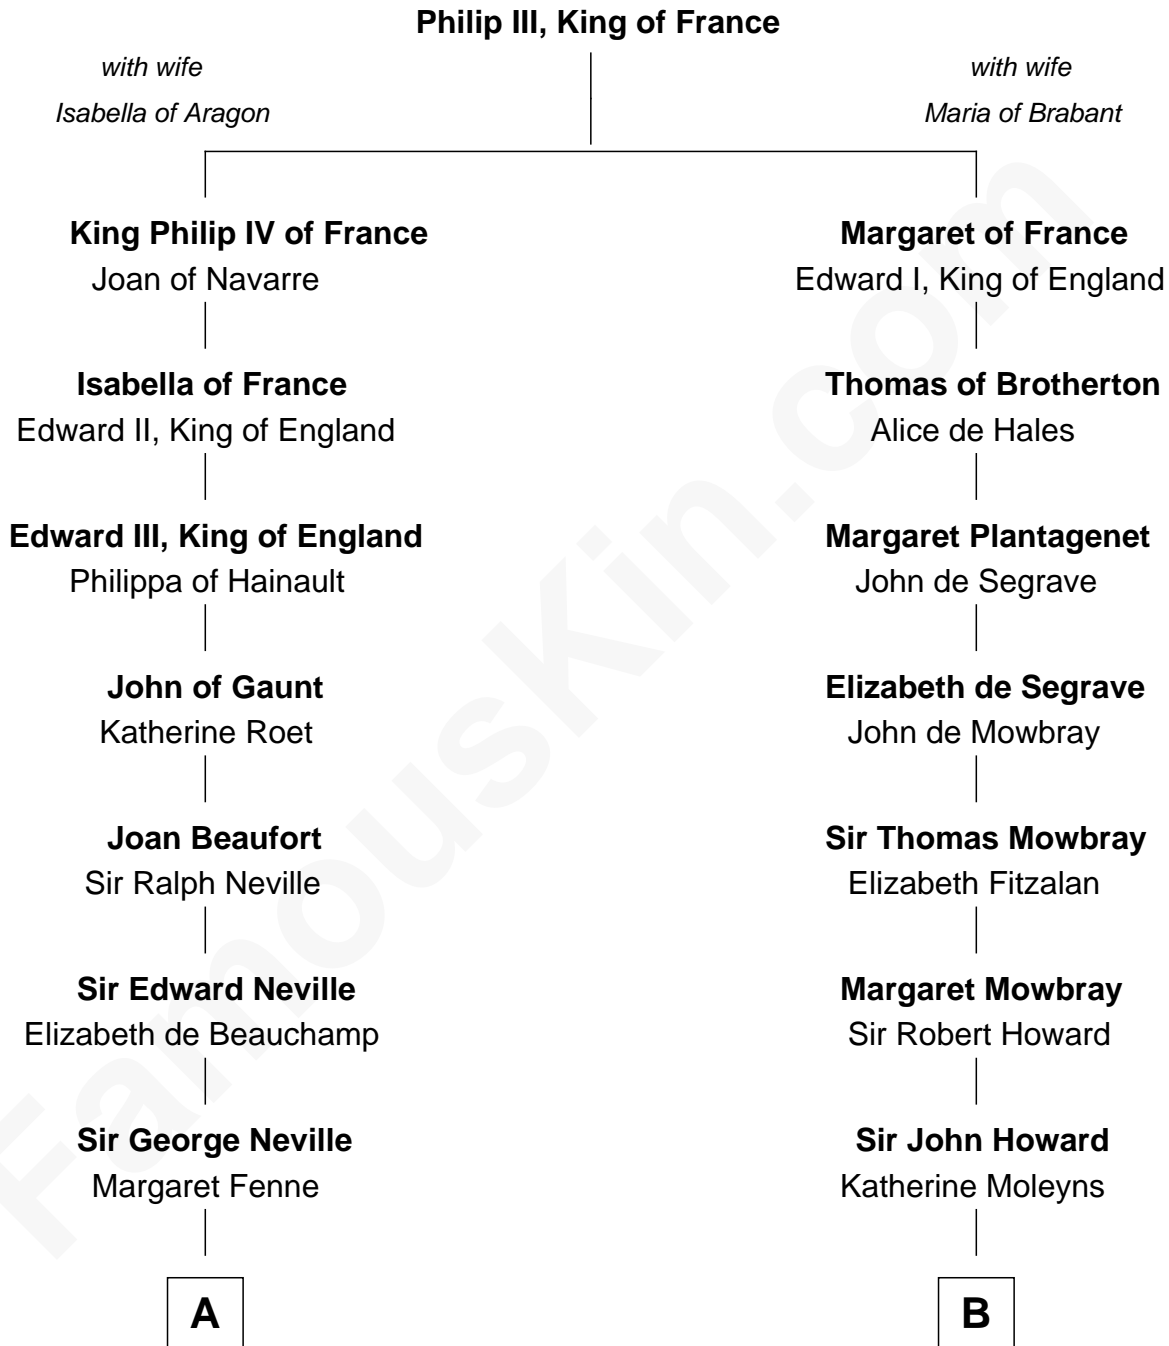 Philip III, King of France
with wife
Isabella of Aragon
with wife
Maria of Brabant
King Philip IV of France
Joan of Navarre
Margaret of France
Edward I, King of England
Isabella of France
Edward II, King of England
Thomas of Brotherton
Alice de Hales
Edward III, King of England
Philippa of Hainault
Margaret Plantagenet
John de Segrave
John of Gaunt
Katherine Roet
Elizabeth de Segrave
John de Mowbray
Joan Beaufort
Sir Ralph Neville
Sir Thomas Mowbray
Elizabeth Fitzalan
Sir Edward Neville
Elizabeth de Beauchamp
Margaret Mowbray
Sir Robert Howard
Sir George Neville
Margaret Fenne
Sir John Howard
Katherine Moleyns
A
B
FamousKin.com